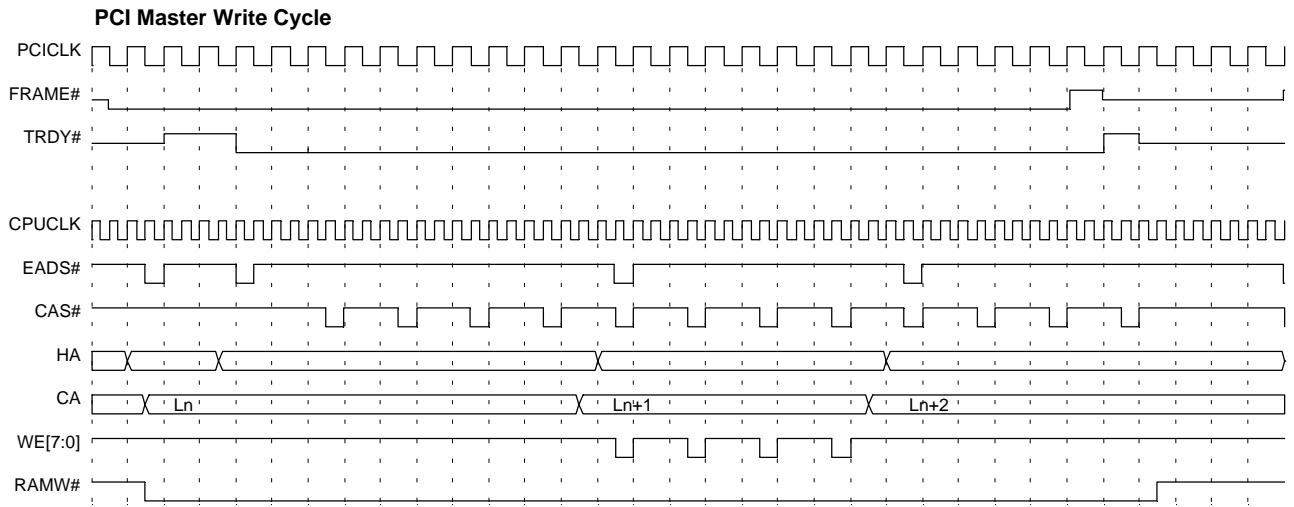 PCI Master Write Cycle
PCICLK
FRAME#
TRDY#
CPUCLK
EADS#
CAS#
HA
CA Ln Ln+1 Ln+2
WE[7:0]
RAMW#